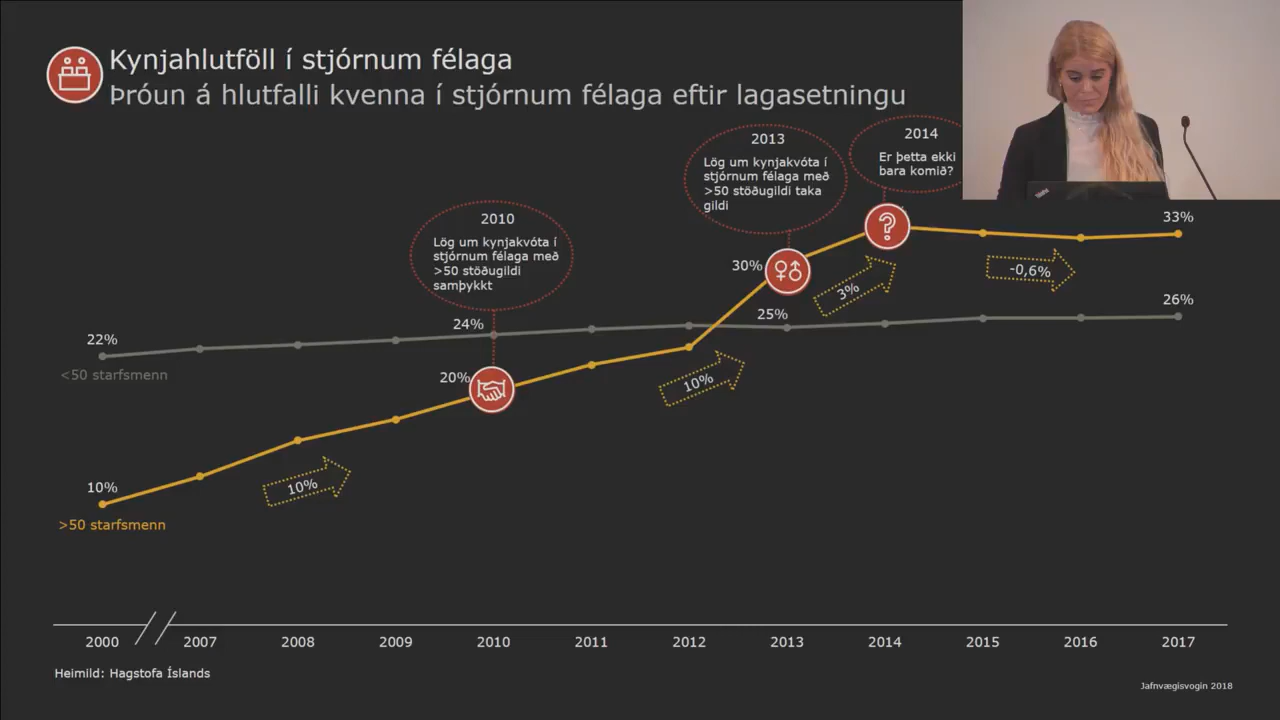 Kynjahlutföll í stjórnum félaga
Þróun á hlutfalli kvenna í stjórnum félaga eftir lagasetningu
2010
Lög um kynjakvóta í
stjórnum félaga með
>50 stöðugildi
samþykkt
2013
Lög um kynjakvóta í
stjórnum félaga með
>50 stöðugildi taka
gildi
2014
Er þetta ekki
bara komið?
22%
<50 starfsmenn
24%
25%
26%
10%
>50 starfsmenn
20%
30%
33%
10%
10%
3%
-0,6%
2000
2007
2008
2009
2010
2011
2012
2013
2014
2015
2016
2017
Heimild: Hagstofa Íslands
Jafnvægisvogin 2018